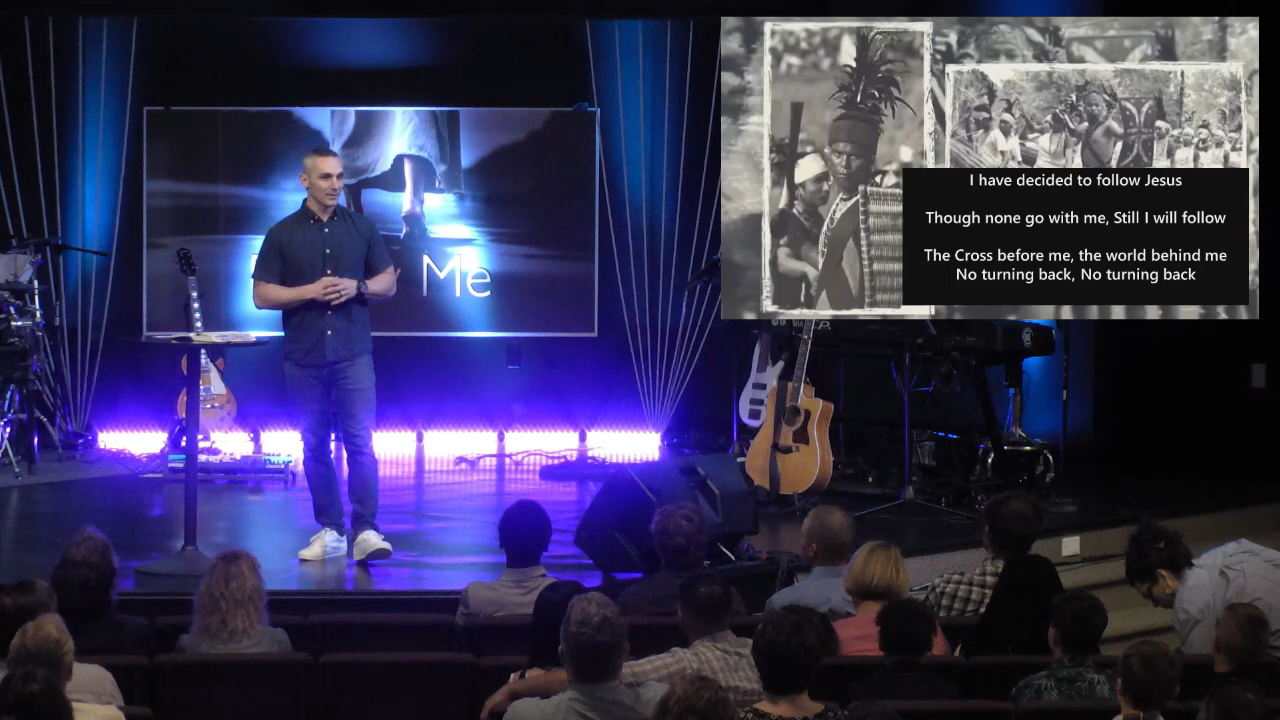 Me
I have decided to follow Jesus
Though none go with me, Still I will follow
The Cross before me, the world behind me
No turning back, No turning back